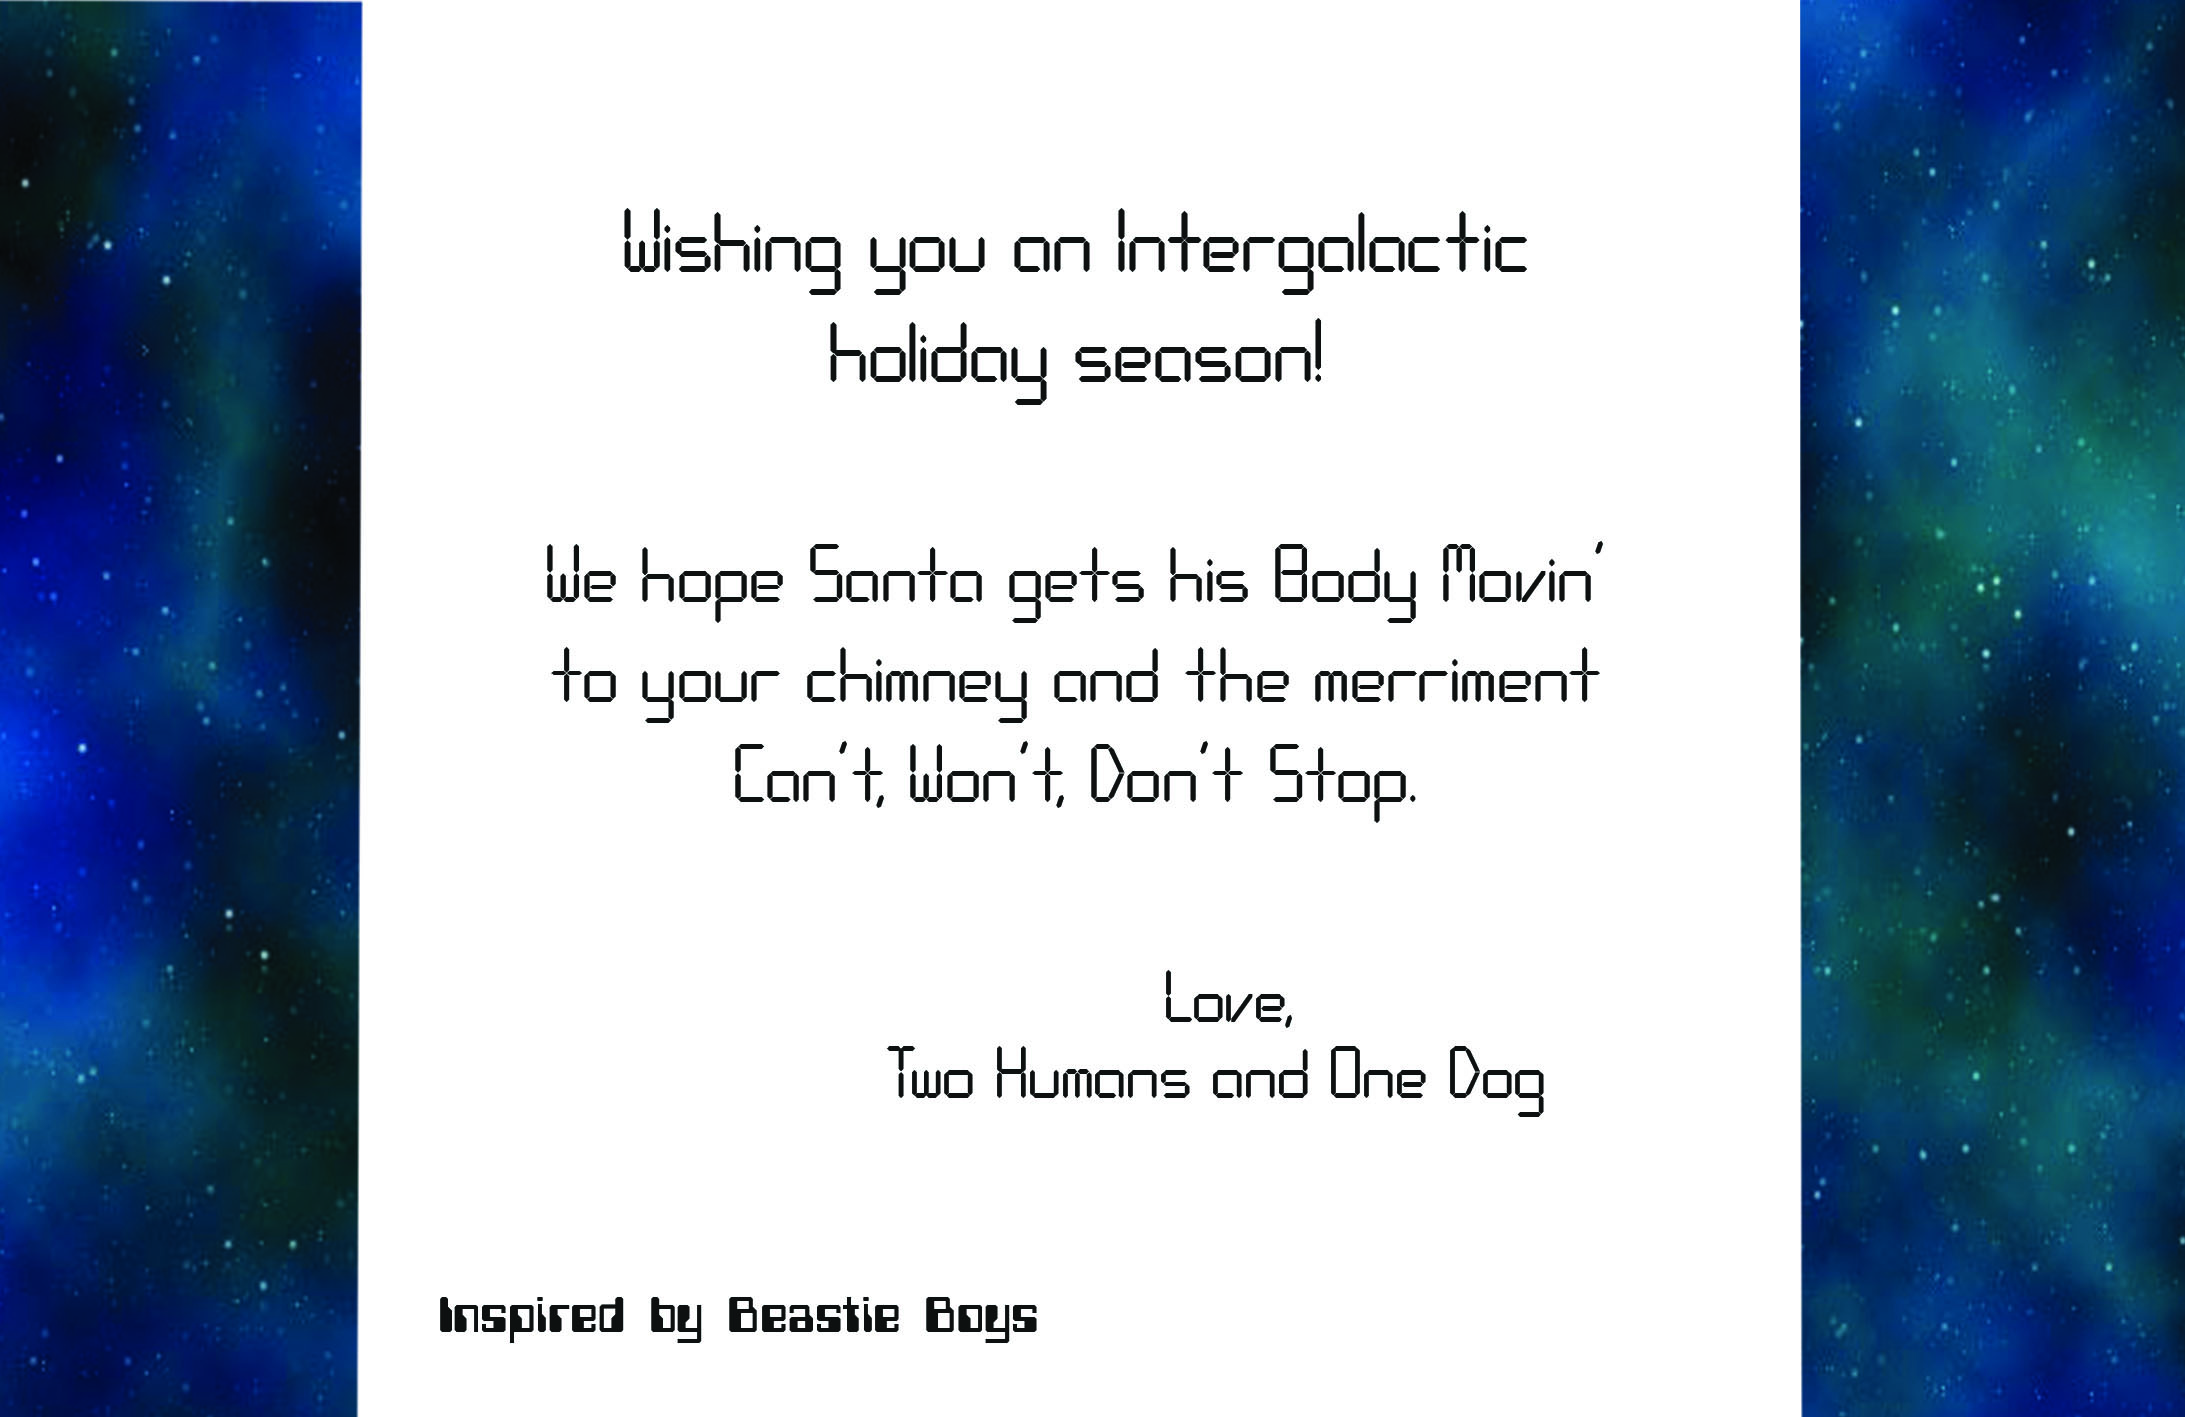 Wishing you an Intergalactic
holiday season!
We hope Santa gets his Body Movin'
to your chimney and the merriment
Can't, Won't, Don't Stop.
Love,
Two Humans and One Dog
Inspired by Beastie Boys